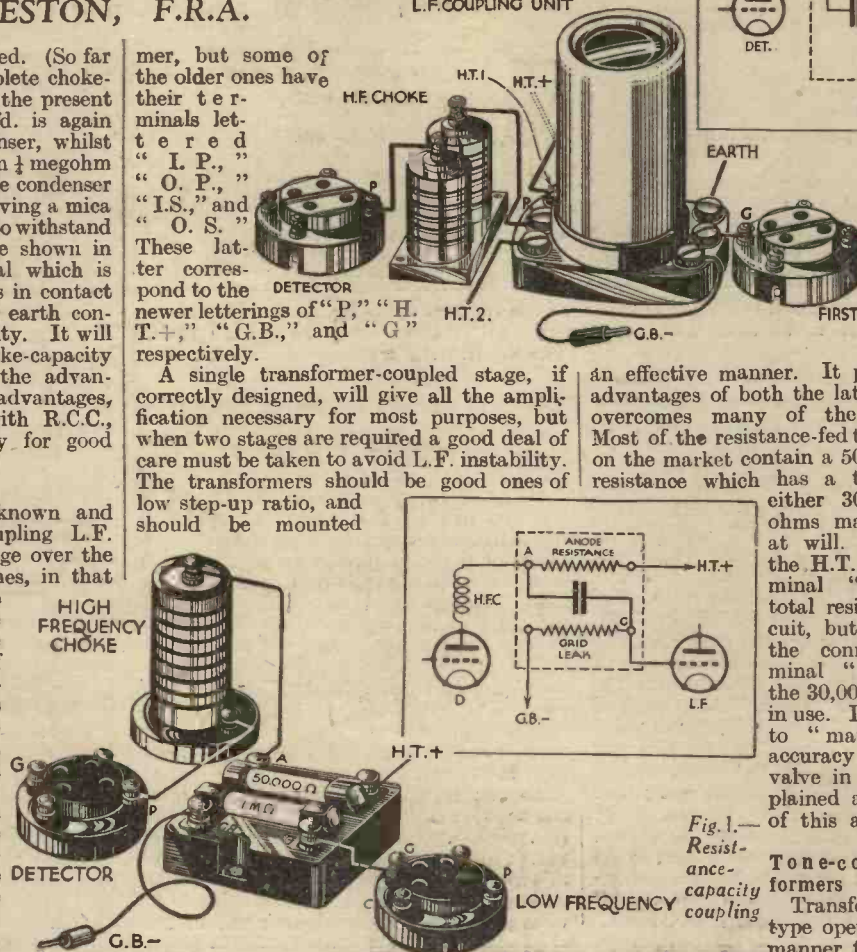 ESTON, F.R.A.
ed. (So far
plete choke-
the present
d. is again
nser, whilst
n ¼ megohm
e condenser
ving a mica
o withstand
e shown in
al which is
s in contact
earth con-
ty. It will
ke-capacity
the advan-
advantages,
ith R.C.C.,
y for good
known and
upling L.F.
ge over the
nes, in that
mer, but some of
the older ones have
their ter-
minals let-
tered
“ I. P., ”
“ O. P., ”
“I.S.,” and
“ O. S. ”
These lat-
ter corres-
pond to the
newer letterings of “P,” “H.
T.+,” “G.B.,” and “G”
respectively.
A single transformer-coupled stage, if
correctly designed, will give all the ampli-
fication necessary for most purposes, but
when two stages are required a good deal of
care must be taken to avoid L.F. instability.
The transformers should be good ones of
low step-up ratio, and
should be mounted
L.F. COUPLING UNIT
H.T.1
H.T.+
H.F. CHOKE
P
DETECTOR
P
H.T.2.
EARTH
G
G.B.-
FIRST
DET.
an effective manner. It p
advantages of both the lat
overcomes many of the
Most of the resistance-fed t
on the market contain a 50
resistance which has a t
either 30
ohms ma
at will.
the H.T.
minal “
total resi
cuit, but
the conn
minal “
the 30,00
in use. I
to “ma
accuracy
valve in
plained a
of this a
Tone-co
formers
Transfo
type ope
manner
ANODE
RESISTANCE
A
H.T.+
H.F.C
GRID
LEAK
G
D
L.F
G.B.-
HIGH
FREQUENCY
CHOKE
A
H.T.+
50,000 Ω
1 MΩ
G
P
DETECTOR
G
P
C
LOW FREQUENCY
G.B.-
Fig. 1.—
Resist-
ance-
capacity
coupling